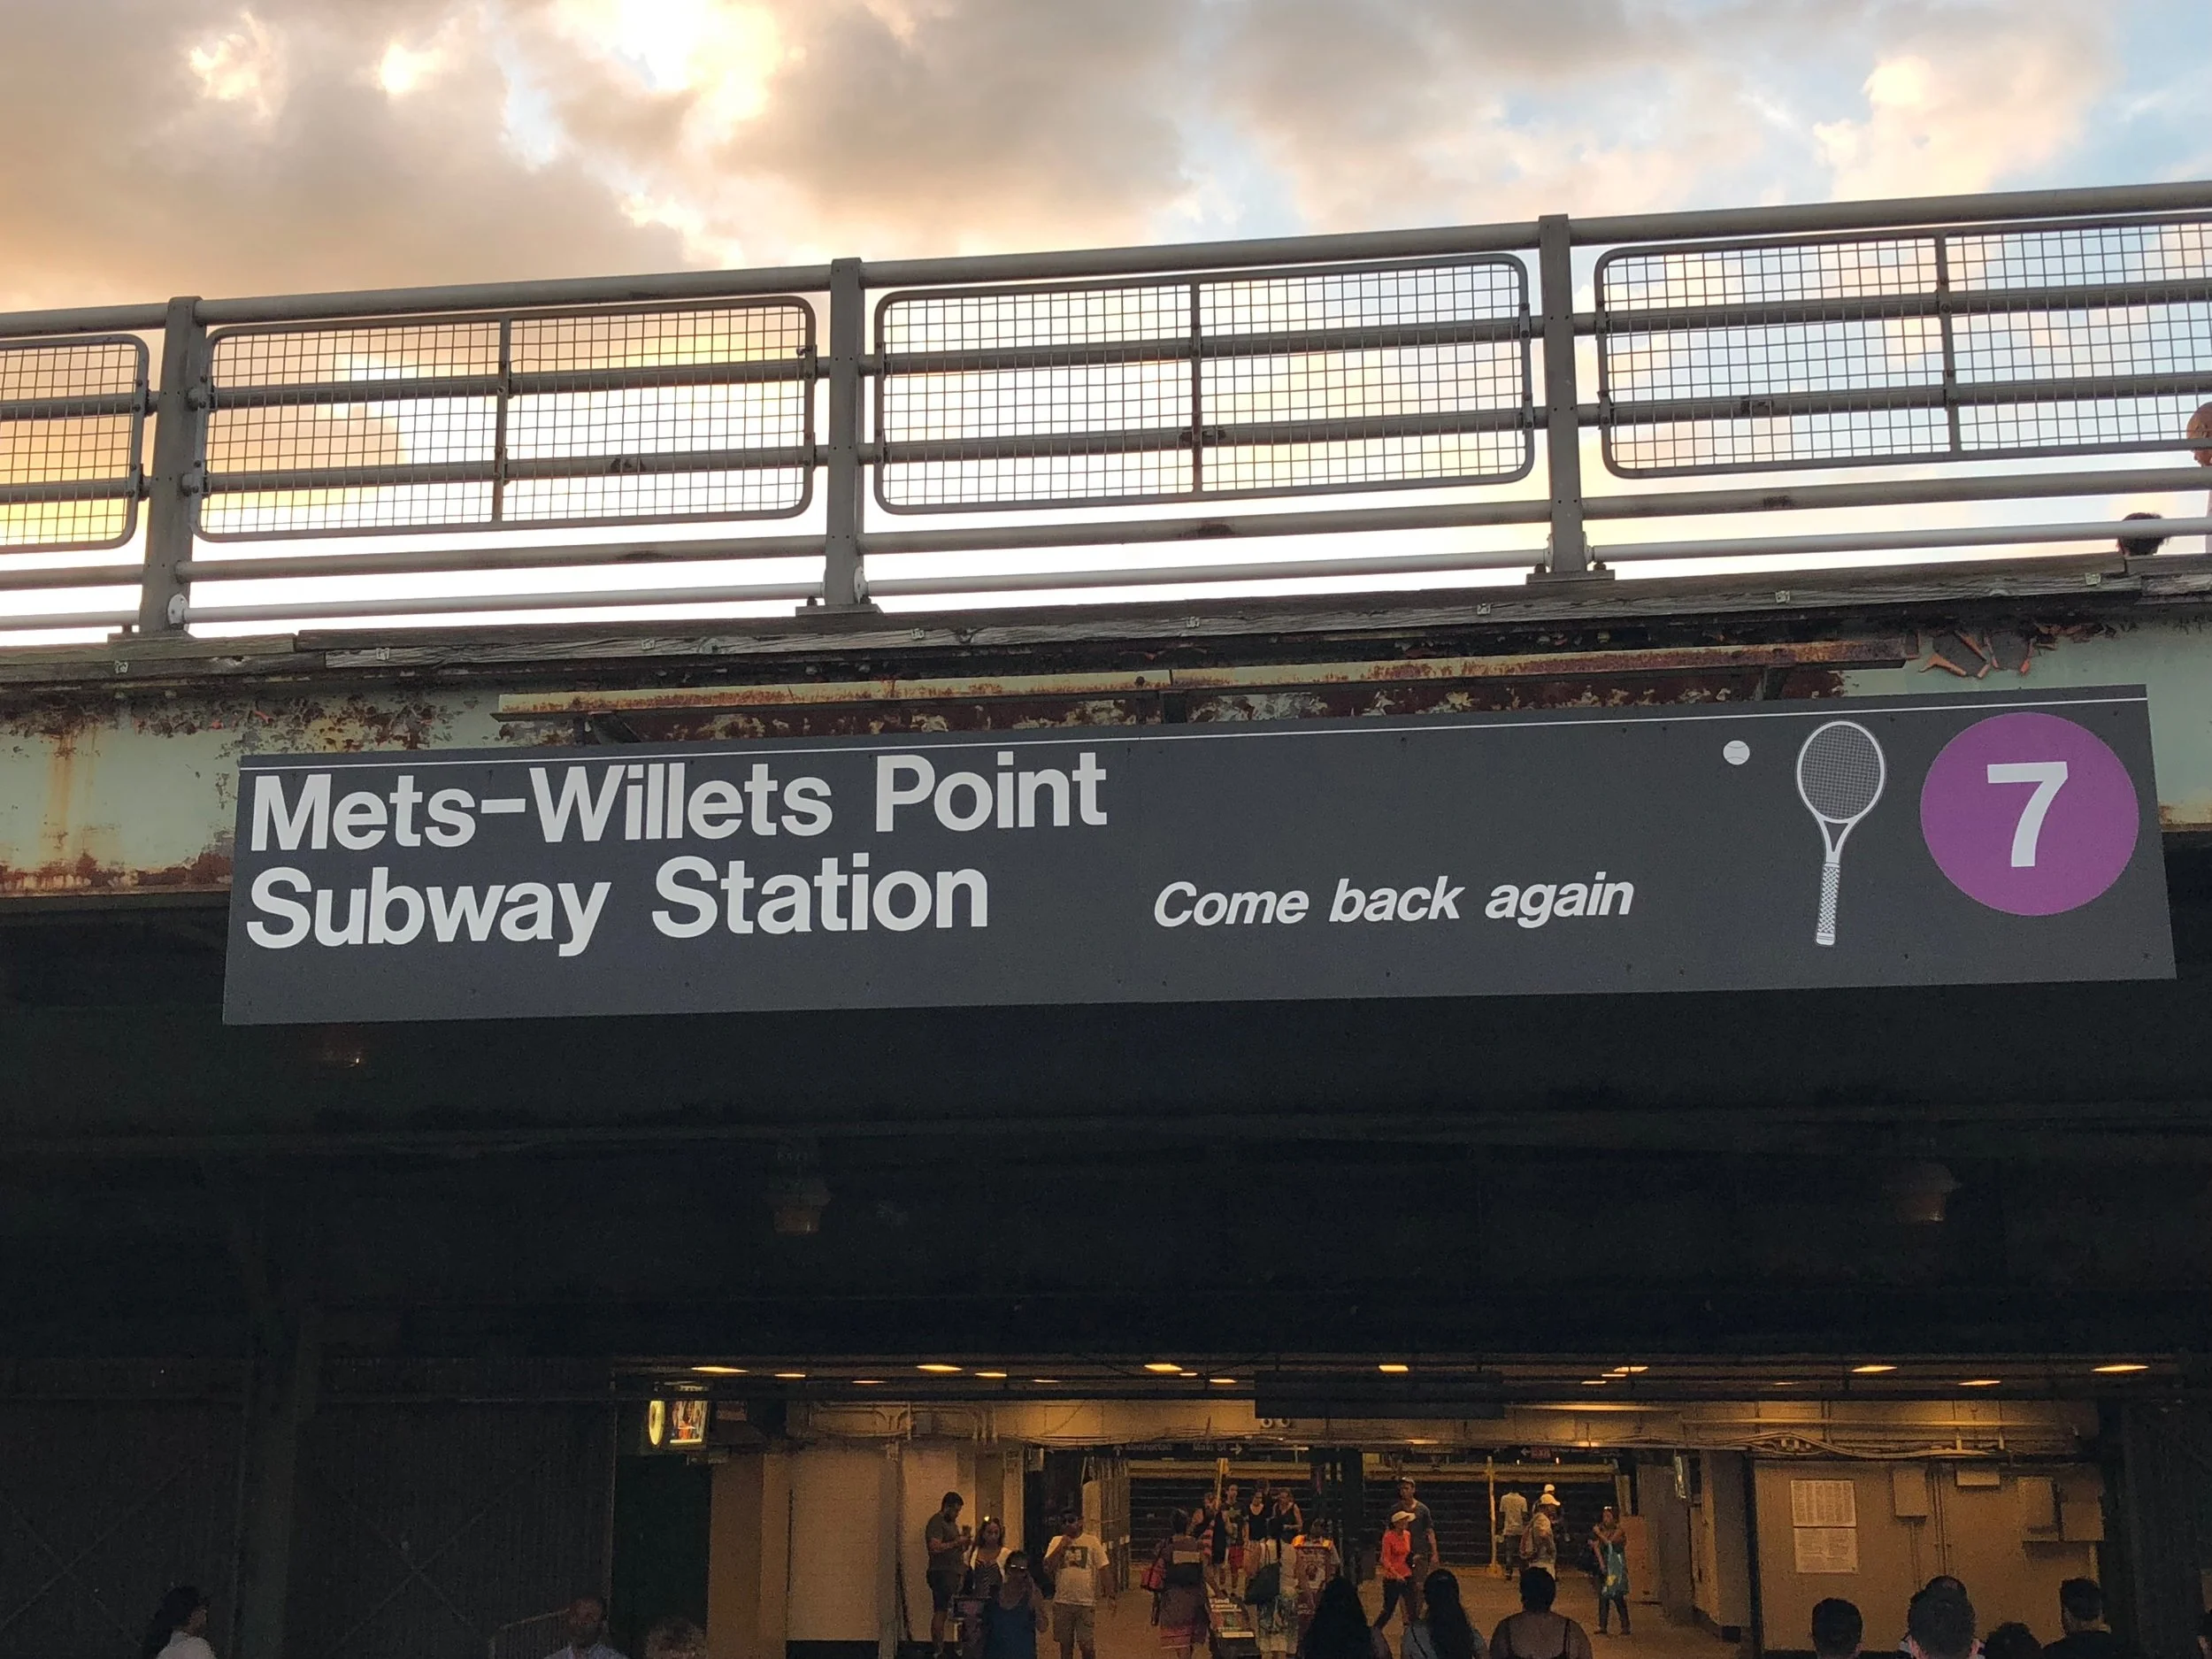 Mets-Willets Point
Subway Station
Come back again
7